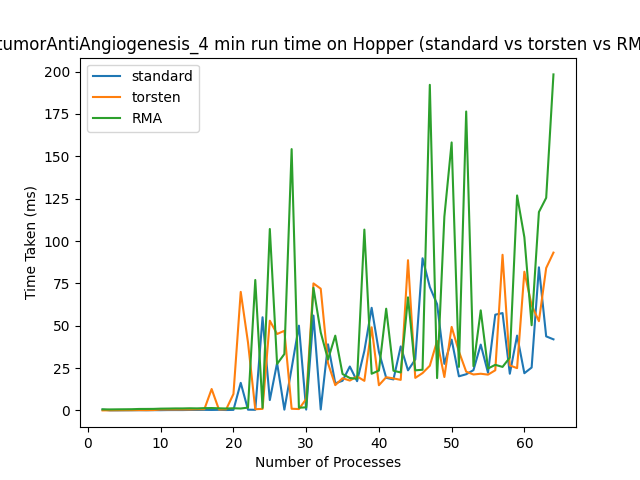 tumorAntiAngiogenesis_4 min run time on Hopper (standard vs torsten vs RM
standard
torsten
RMA
200
175
150
125
100
75
50
25
0
Time Taken (ms)
0 10 20 30 40 50 60
Number of Processes